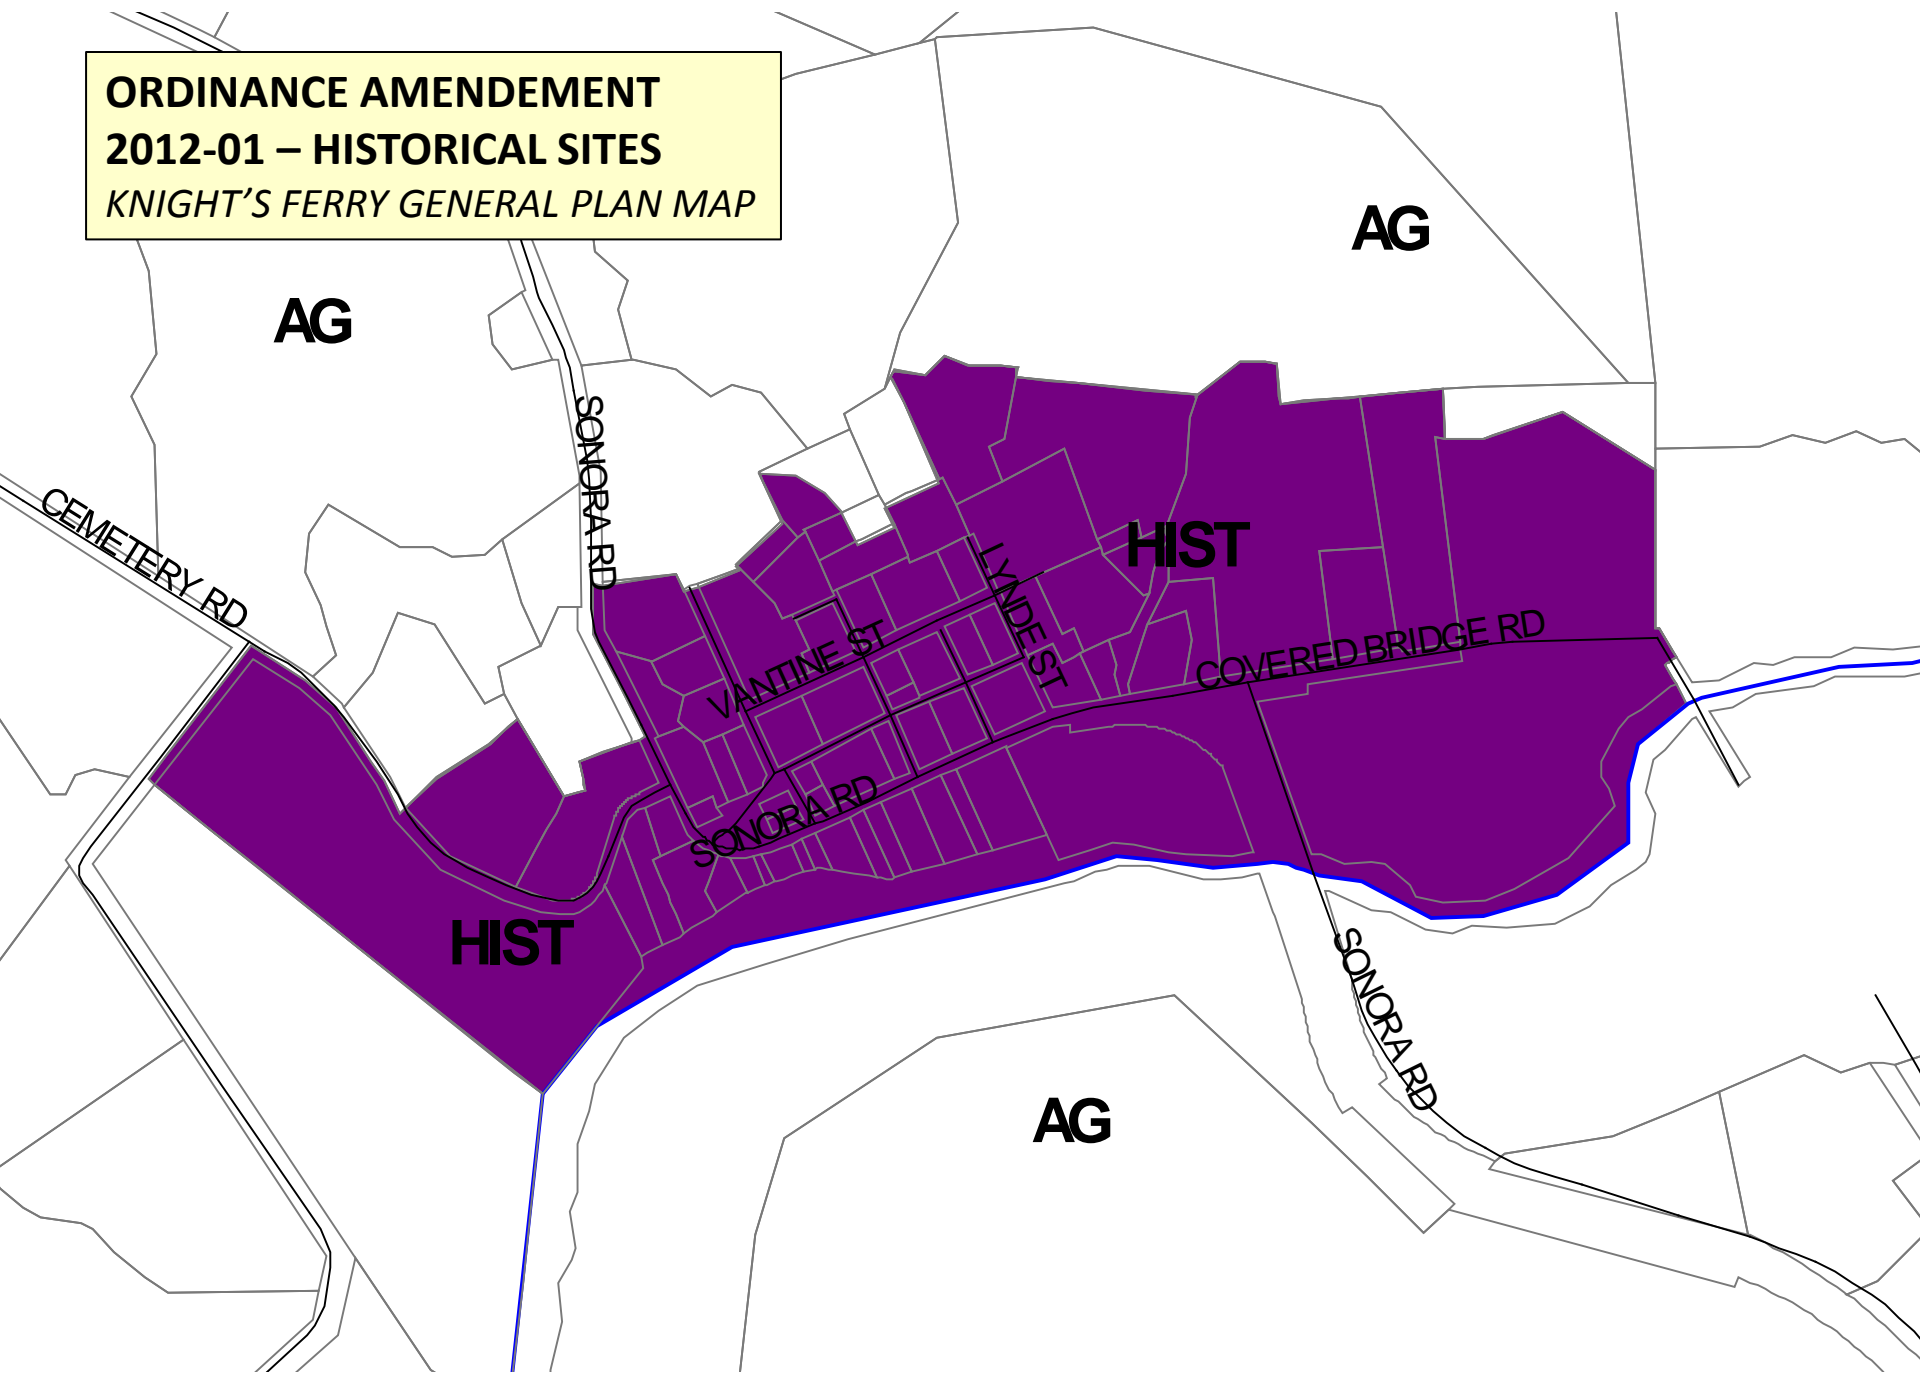 ORDINANCE AMENDEMENT
2012-01 – HISTORICAL SITES
KNIGHT'S FERRY GENERAL PLAN MAP
AG
AG
SONORA RD
CEMETERY RD
HIST
LYNDE ST
VANTINE ST
COVERED BRIDGE RD
SONORA RD
HIST
SONORA RD
AG